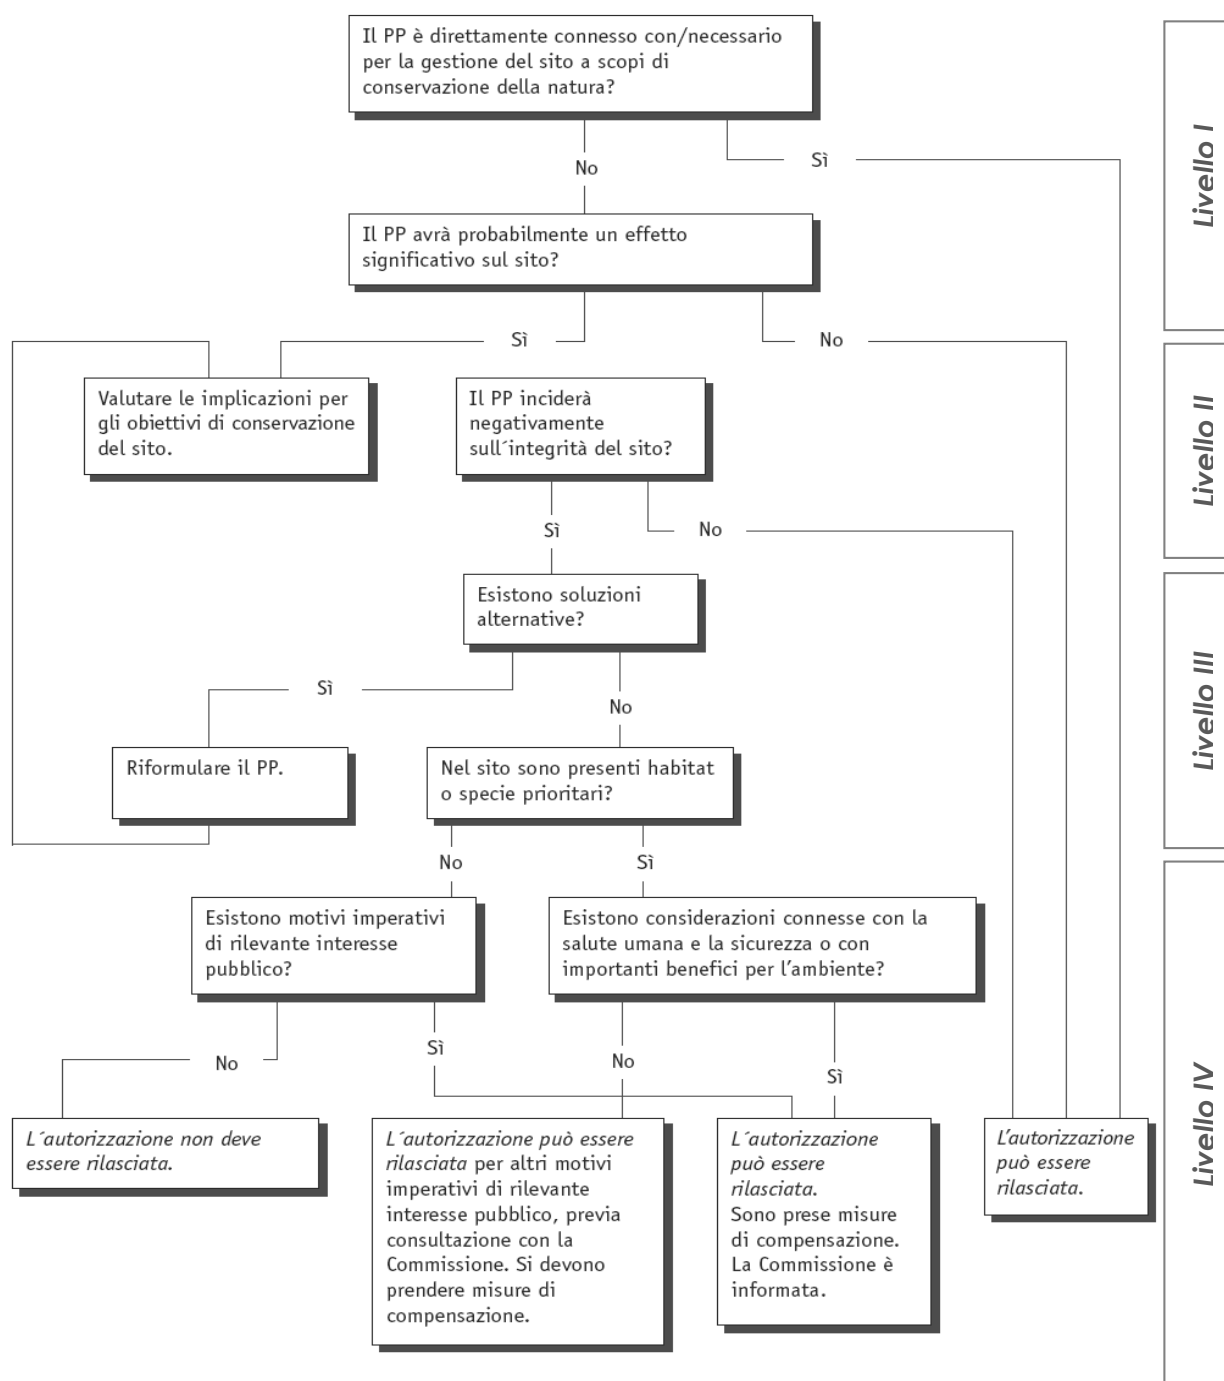 Il PP è direttamente connesso con/necessario
per la gestione del sito a scopi di
conservazione della natura?
Livello I
Sì
No
Il PP avrà probabilmente un effetto
significativo sul sito?
Sì
No
Valutare le implicazioni per
gli obiettivi di conservazione
del sito.
Il PP inciderà
negativamente
sull´integrità del sito?
Livello II
Sì
No
Esistono soluzioni
alternative?
Livello III
Sì
No
Riformulare il PP.
Nel sito sono presenti habitat
o specie prioritari?
No
Sì
Esistono motivi imperativi
di rilevante interesse
pubblico?
Esistono considerazioni connesse con la
salute umana e la sicurezza o con
importanti benefici per l'ambiente?
Livello IV
No
Sì
No
Sì
L´autorizzazione non deve
essere rilasciata.
L´autorizzazione può essere
rilasciata per altri motivi
imperativi di rilevante
interesse pubblico, previa
consultazione con la
Commissione. Si devono
prendere misure di
compensazione.
L´autorizzazione
può essere
rilasciata.
Sono prese misure
di compensazione.
La Commissione è
informata.
L'autorizzazione
può essere
rilasciata.